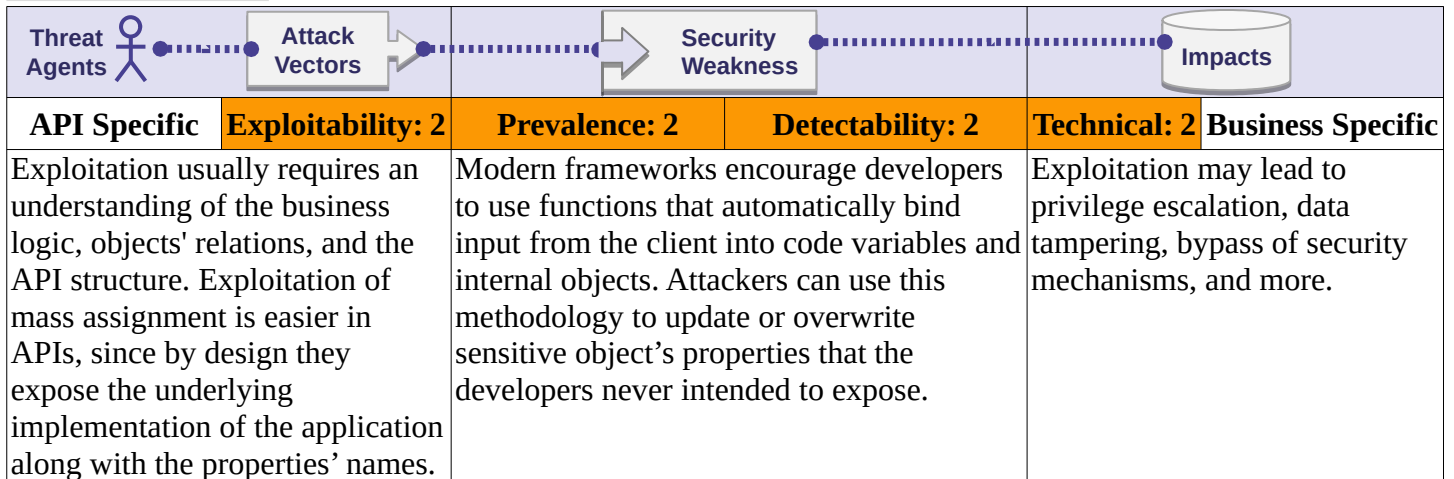 Threat
Agents
Attack
Vectors
Security
Weakness
Impacts
API Specific
Exploitability: 2
Prevalence: 2
Detectability: 2
Technical: 2
Business Specific
Exploitation usually requires an
understanding of the business
logic, objects' relations, and the
API structure. Exploitation of
mass assignment is easier in
APIs, since by design they
expose the underlying
implementation of the application
along with the properties’ names.
Modern frameworks encourage developers
to use functions that automatically bind
input from the client into code variables and
internal objects. Attackers can use this
methodology to update or overwrite
sensitive object’s properties that the
developers never intended to expose.
Exploitation may lead to
privilege escalation, data
tampering, bypass of security
mechanisms, and more.